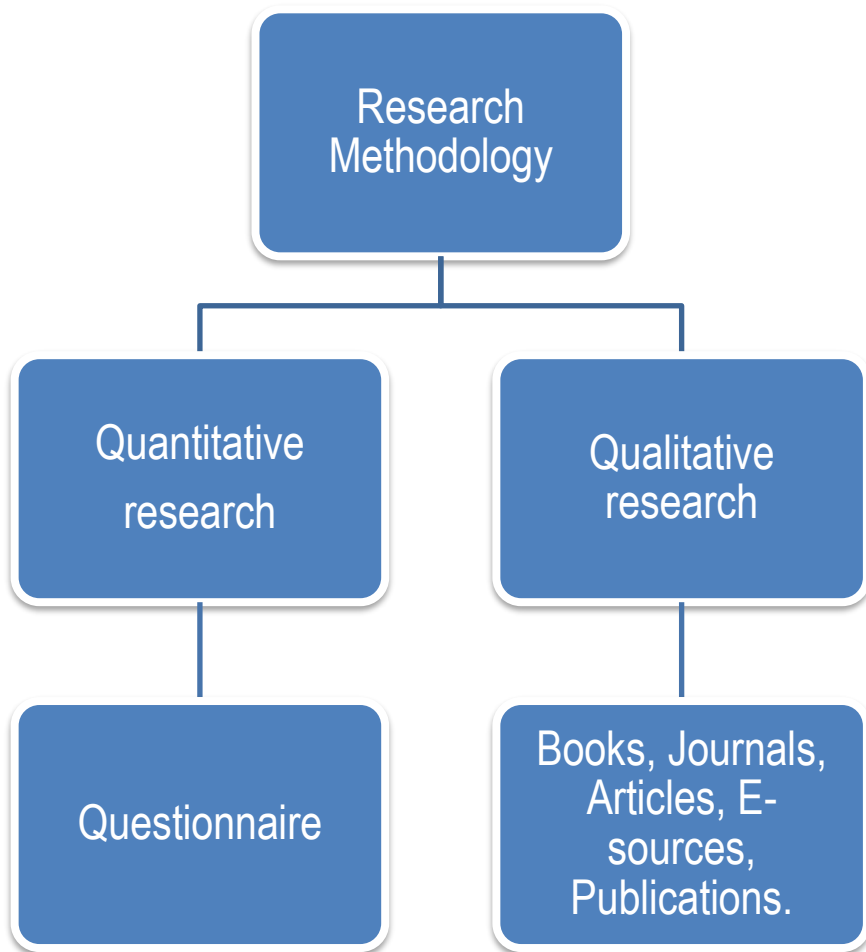 Research
Methodology
Quantitative
research
Qualitative
research
Questionnaire
Books, Journals,
Articles, E-
sources,
Publications.